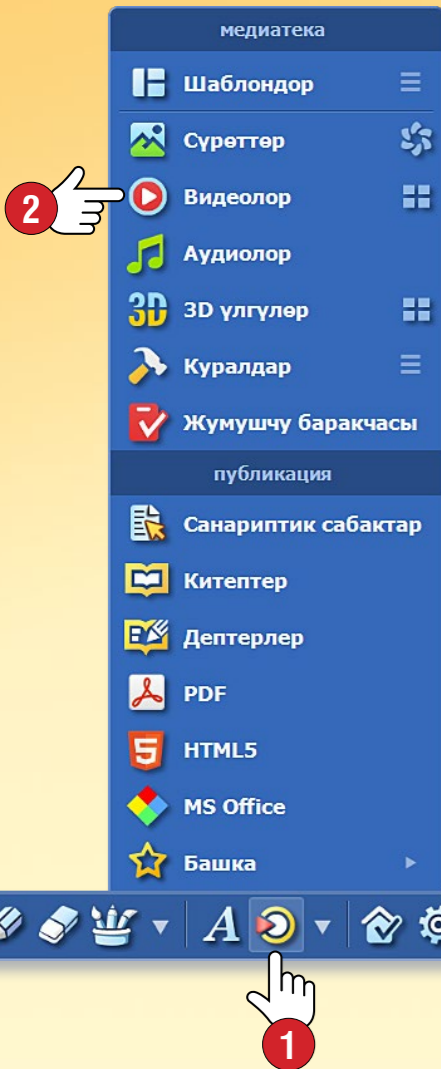 медиатека
Шаблондор
Сүрөттөр
2
Видеолор
Аудиолор
3D 3D үлгүлөр
Куралдар
Жумушчу баракчасы
публикация
Санариптик сабактар
Китептер
Дептерлер
PDF
5 HTML5
MS Office
Башка
A
1